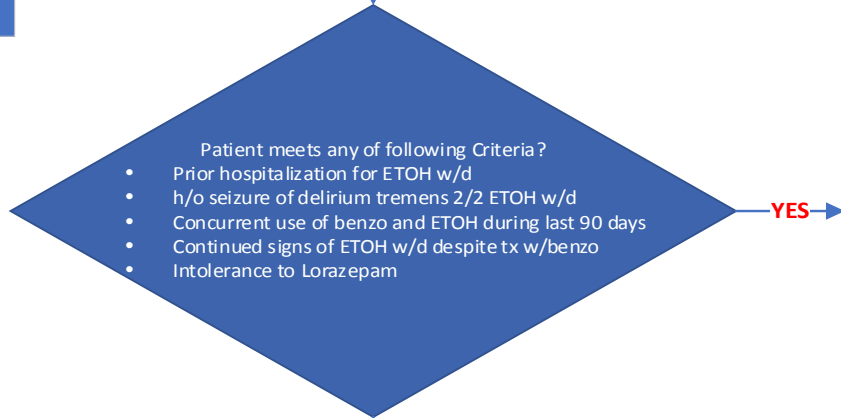 Patient meets any of following Criteria?
• Prior hospitalization for ETOH w/d
• h/o seizure of delirium tremens 2/2 ETOH w/d
• Concurrent use of benzo and ETOH during last 90 days
• Continued signs of ETOH w/d despite tx w/benzo
• Intolerance to Lorazepam
YES